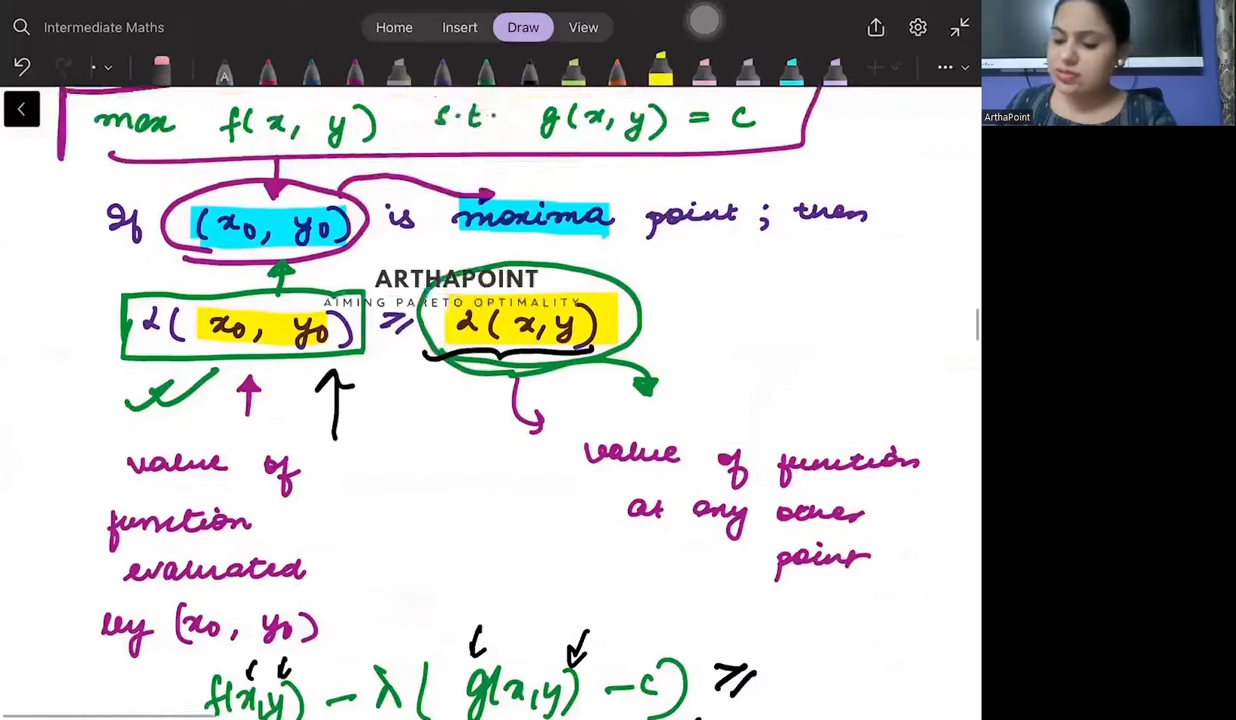 Intermediate Maths
Home Insert Draw View
ArthaPoint
max f(x, y) s.t. g(x, y) = c
If (x0, y0) is maxima point ; then
ARTHAPOINT
AIMING PARETO OPTIMALITY
L( x0, y0) ≥ L( x, y)
value of
function
evaluated
by (x0, y0)
value of function
at any other
point
f(x,y) - λ( g(x,y) - c) ≥